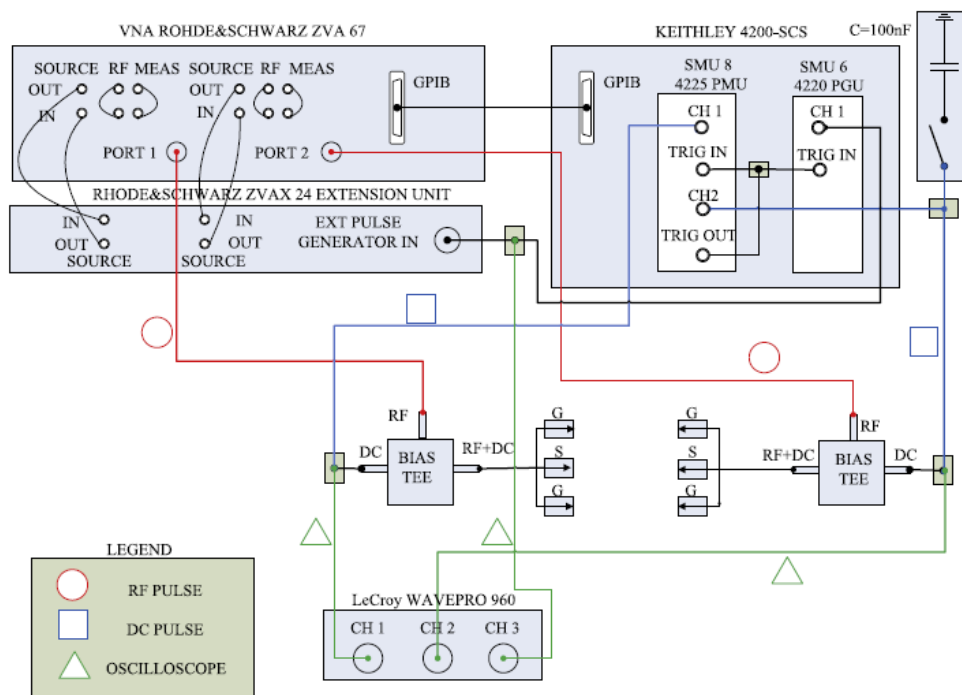 VNA ROHDE&SCHWARZ ZVA 67
SOURCE RF MEAS SOURCE RF MEAS
OUT OUT
IN IN
GPIB
PORT 1 PORT 2
KEITHLEY 4200-SCS
SMU 8
4225 PMU
SMU 6
4220 PGU
GPIB
CH 1
TRIG IN
CH2
TRIG OUT
CH 1
TRIG IN
C=100nF
RHODE&SCHWARZ ZVAX 24 EXTENSION UNIT
IN IN
OUT OUT
SOURCE SOURCE
EXT PULSE
GENERATOR IN
RF
DC
BIAS
TEE
RF+DC
G
S
G
G
S
G
RF
RF+DC
BIAS
TEE
DC
LEGEND
RF PULSE
DC PULSE
OSCILLOSCOPE
LeCroy WAVEPRO 960
CH 1 CH 2 CH 3